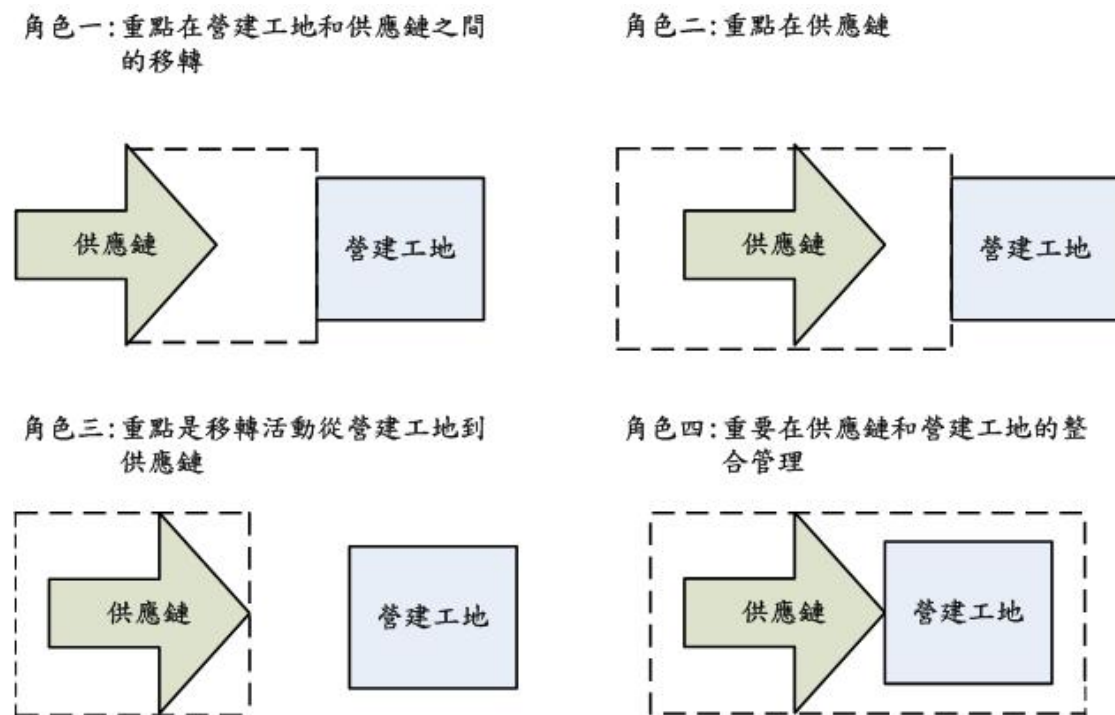 角色一:重點在營建工地和供應鏈之間
的移轉
供應鏈
營建工地
角色二:重點在供應鏈
供應鏈
營建工地
角色三:重點是移轉活動從營建工地到
供應鏈
供應鏈
營建工地
角色四:重要在供應鏈和營建工地的整
合管理
供應鏈
營建工地